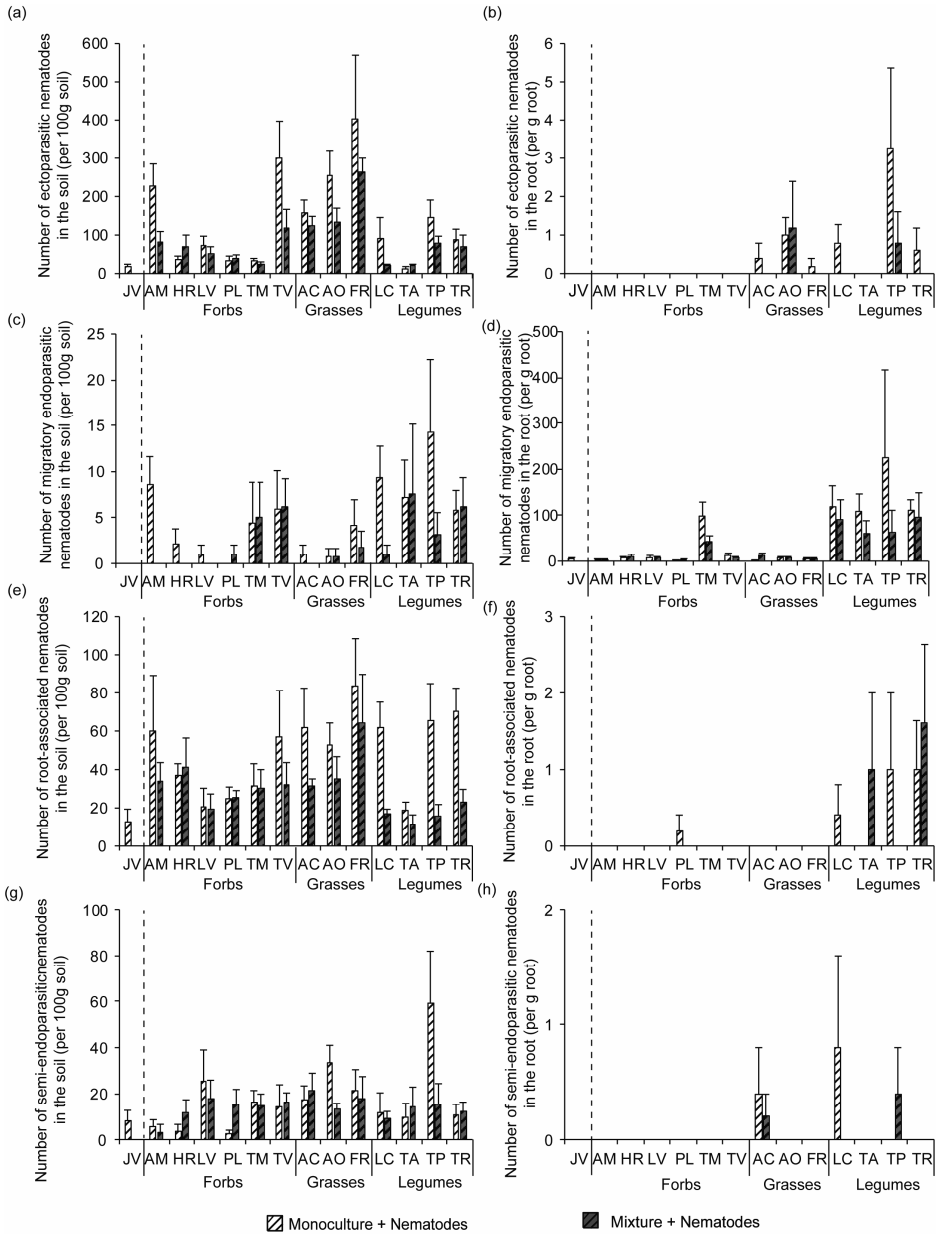 (a)
Number of ectoparasitic nematodes
in the soil (per 100g soil)
600
500
400
300
200
100
0
JV AM HR LV PL TM TV AC AO FR LC TA TP TR
Forbs Grasses Legumes
(b)
Number of ectoparasitic nematodes
in the root (per g root)
6
5
4
3
2
1
0
JV AM HR LV PL TM TV AC AO FR LC TA TP TR
Forbs Grasses Legumes
(c)
Number of migratory endoparasitic
nematodes in the soil (per 100g soil)
25
20
15
10
5
0
JV AM HR LV PL TM TV AC AO FR LC TA TP TR
Forbs Grasses Legumes
(d)
Number of migratory endoparasitic
nematodes in the root (per g root)
500
400
300
200
100
0
JV AM HR LV PL TM TV AC AO FR LC TA TP TR
Forbs Grasses Legumes
(e)
Number of root-associated nematodes
in the soil (per 100g soil)
120
100
80
60
40
20
0
JV AM HR LV PL TM TV AC AO FR LC TA TP TR
Forbs Grasses Legumes
(f)
Number of root-associated nematodes
in the root (per g root)
3
2
1
0
JV AM HR LV PL TM TV AC AO FR LC TA TP TR
Forbs Grasses Legumes
(g)
Number of semi-endoparasiticnematodes
in the soil (per 100g soil)
100
80
60
40
20
0
JV AM HR LV PL TM TV AC AO FR LC TA TP TR
Forbs Grasses Legumes
(h)
Number of semi-endoparasitic nematodes
in the root (per g root)
2
1
0
JV AM HR LV PL TM TV AC AO FR LC TA TP TR
Forbs Grasses Legumes
Monoculture + Nematodes
Mixture + Nematodes